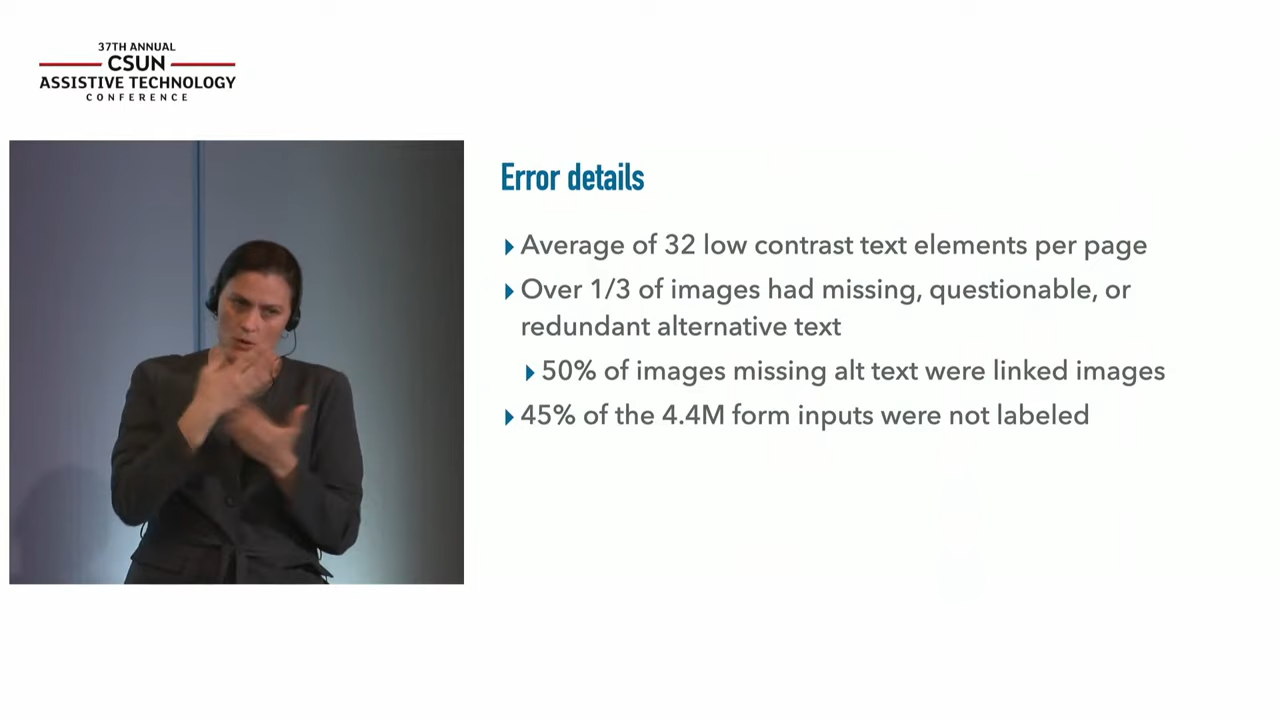 37TH ANNUAL
CSUN
ASSISTIVE TECHNOLOGY
CONFERENCE
Error details
Average of 32 low contrast text elements per page
Over 1/3 of images had missing, questionable, or
redundant alternative text
50% of images missing alt text were linked images
45% of the 4.4M form inputs were not labeled